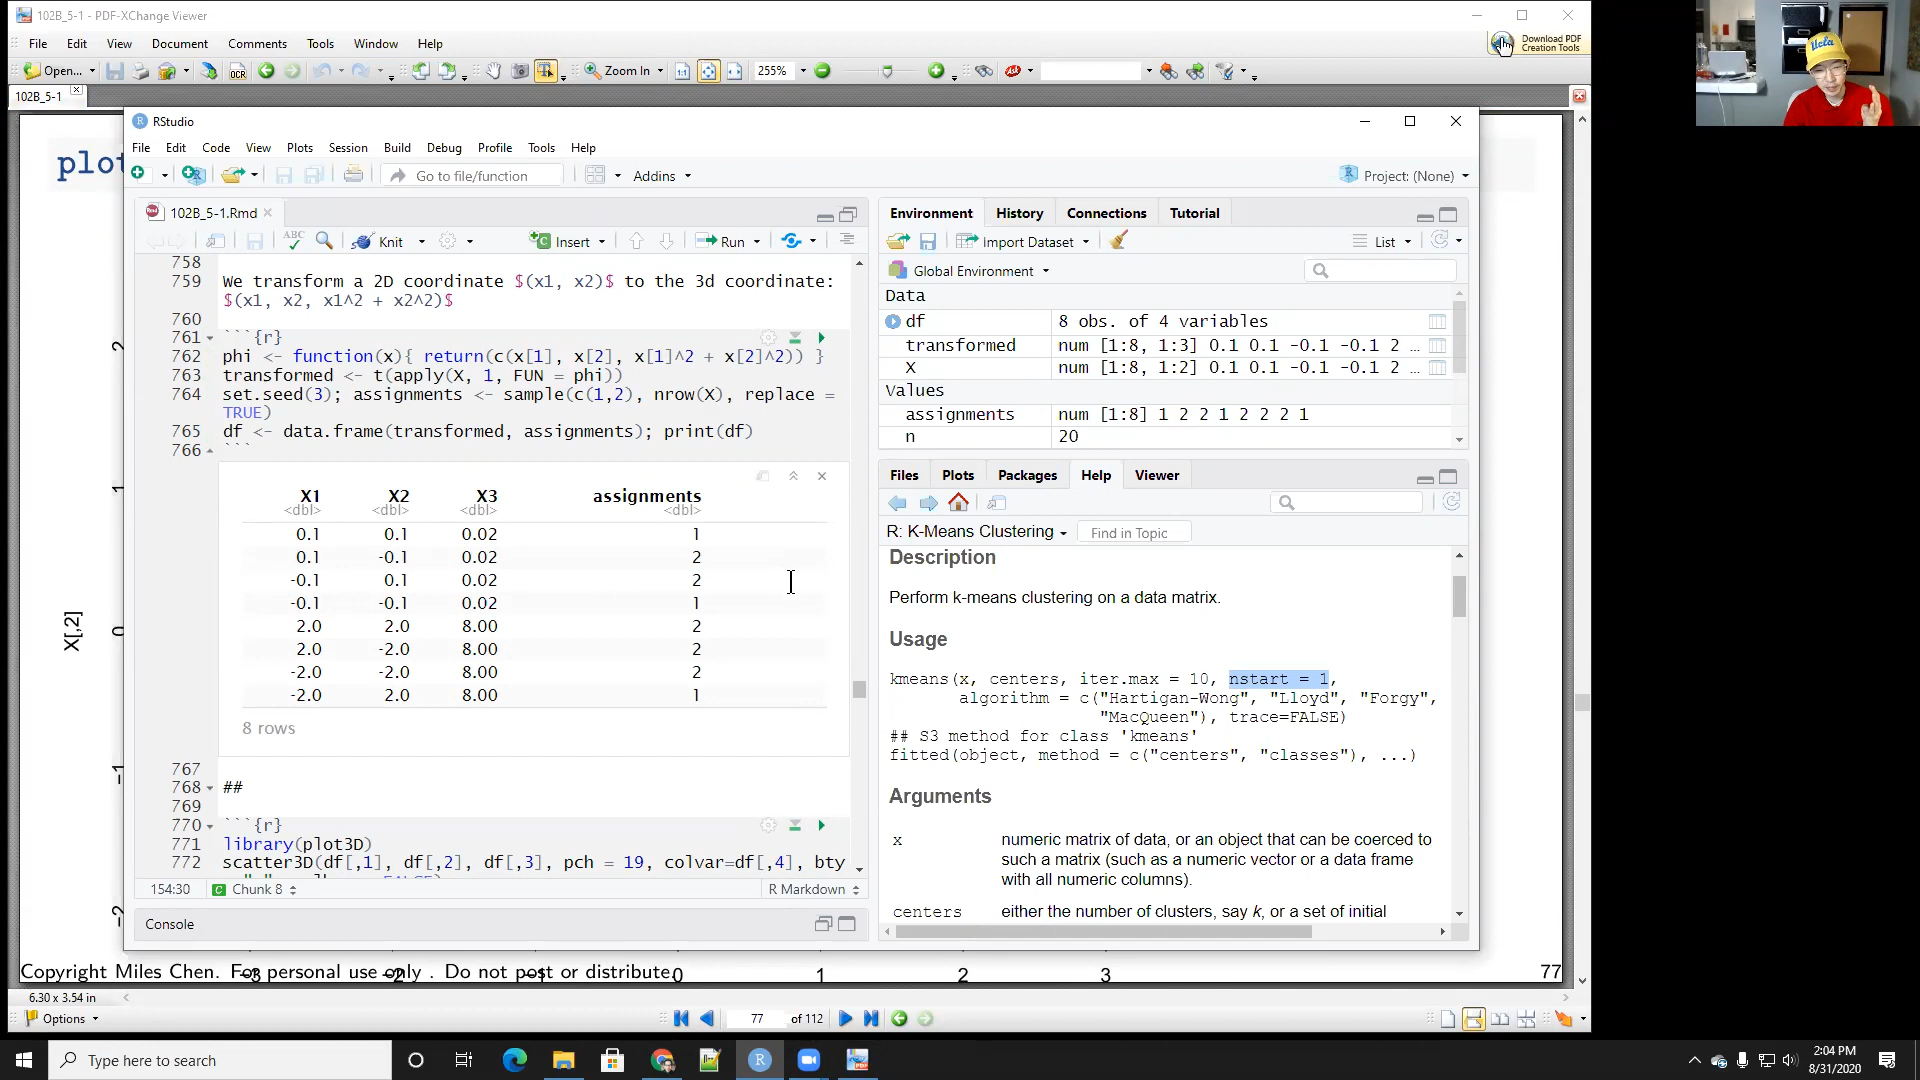 102B_5-1 - PDF-XChange Viewer
File Edit View Document Comments Tools Window Help
Download PDF
Creation Tools
Open... OCR Zoom In 1:1 255%
102B_5-1
Ucla
RStudio
File Edit Code View Plots Session Build Debug Profile Tools Help
Go to file/function Addins
Project: (None)
102B_5-1.Rmd
ABC Knit Insert Run
758
759 We transform a 2D coordinate $(x1, x2)$ to the 3d coordinate:
$(x1, x2, x1^2 + x2^2)$
760
761 ```{r}
762 phi <- function(x){ return(c(x[1], x[2], x[1]^2 + x[2]^2)) }
763 transformed <- t(apply(X, 1, FUN = phi))
764 set.seed(3); assignments <- sample(c(1,2), nrow(X), replace =
TRUE)
765 df <- data.frame(transformed, assignments); print(df)
766 ```
X1 X2 X3 assignments
<dbl> <dbl> <dbl> <dbl>
0.1 0.1 0.02 1
0.1 -0.1 0.02 2
-0.1 0.1 0.02 2
-0.1 -0.1 0.02 1
2.0 2.0 8.00 2
2.0 -2.0 8.00 2
-2.0 -2.0 8.00 2
-2.0 2.0 8.00 1
8 rows
767
768 ##
769
770 ```{r}
771 library(plot3D)
772 scatter3D(df[,1], df[,2], df[,3], pch = 19, colvar=df[,4], bty
154:30 Chunk 8 R Markdown
Console
Environment History Connections Tutorial
Import Dataset List
Global Environment
Data
df 8 obs. of 4 variables
transformed num [1:8, 1:3] 0.1 0.1 -0.1 -0.1 2 ...
X num [1:8, 1:2] 0.1 0.1 -0.1 -0.1 2 ...
Values
assignments num [1:8] 1 2 2 1 2 2 2 1
n 20
Files Plots Packages Help Viewer
R: K-Means Clustering Find in Topic
Description
Perform k-means clustering on a data matrix.
Usage
kmeans(x, centers, iter.max = 10, nstart = 1,
algorithm = c("Hartigan-Wong", "Lloyd", "Forgy",
"MacQueen"), trace=FALSE)
## S3 method for class 'kmeans'
fitted(object, method = c("centers", "classes"), ...)
Arguments
x numeric matrix of data, or an object that can be coerced to
such a matrix (such as a numeric vector or a data frame
with all numeric columns).
centers either the number of clusters, say k, or a set of initial
plot
2
1
0
-1
-2
X[,2]
-3 -2 -1 0 1 2 3
Copyright Miles Chen. For personal use only . Do not post or distribute.
77
6.30 x 3.54 in
Options 77 of 112
Type here to search
2:04 PM
8/31/2020